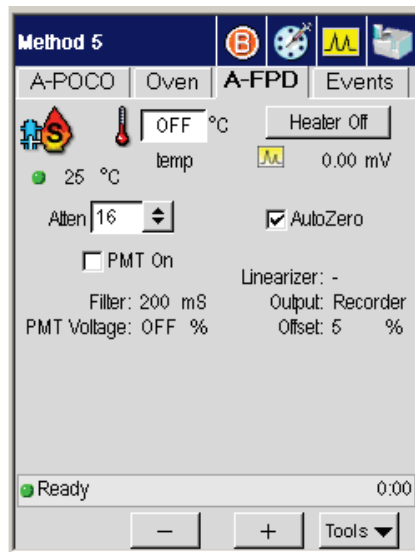 Method 5
B
A-POCO Oven A-FPD Events
S OFF °C Heater Off
temp 0.00 mV
25 °C
Atten 16 AutoZero
PMT On
Linearizer: -
Filter: 200 mS Output: Recorder
PMT Voltage: OFF % Offset: 5 %
Ready 0:00
− + Tools